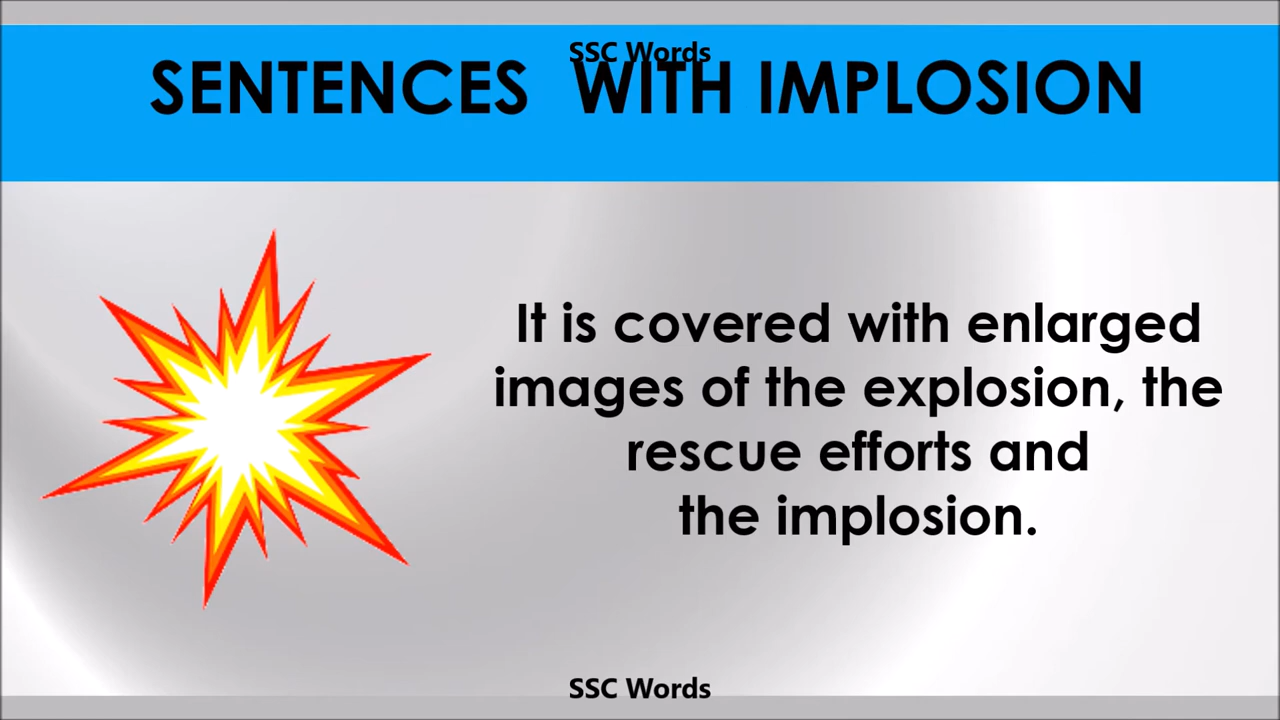 SSC Words
SENTENCES WITH IMPLOSION
It is covered with enlarged
images of the explosion, the
rescue efforts and
the implosion.
SSC Words